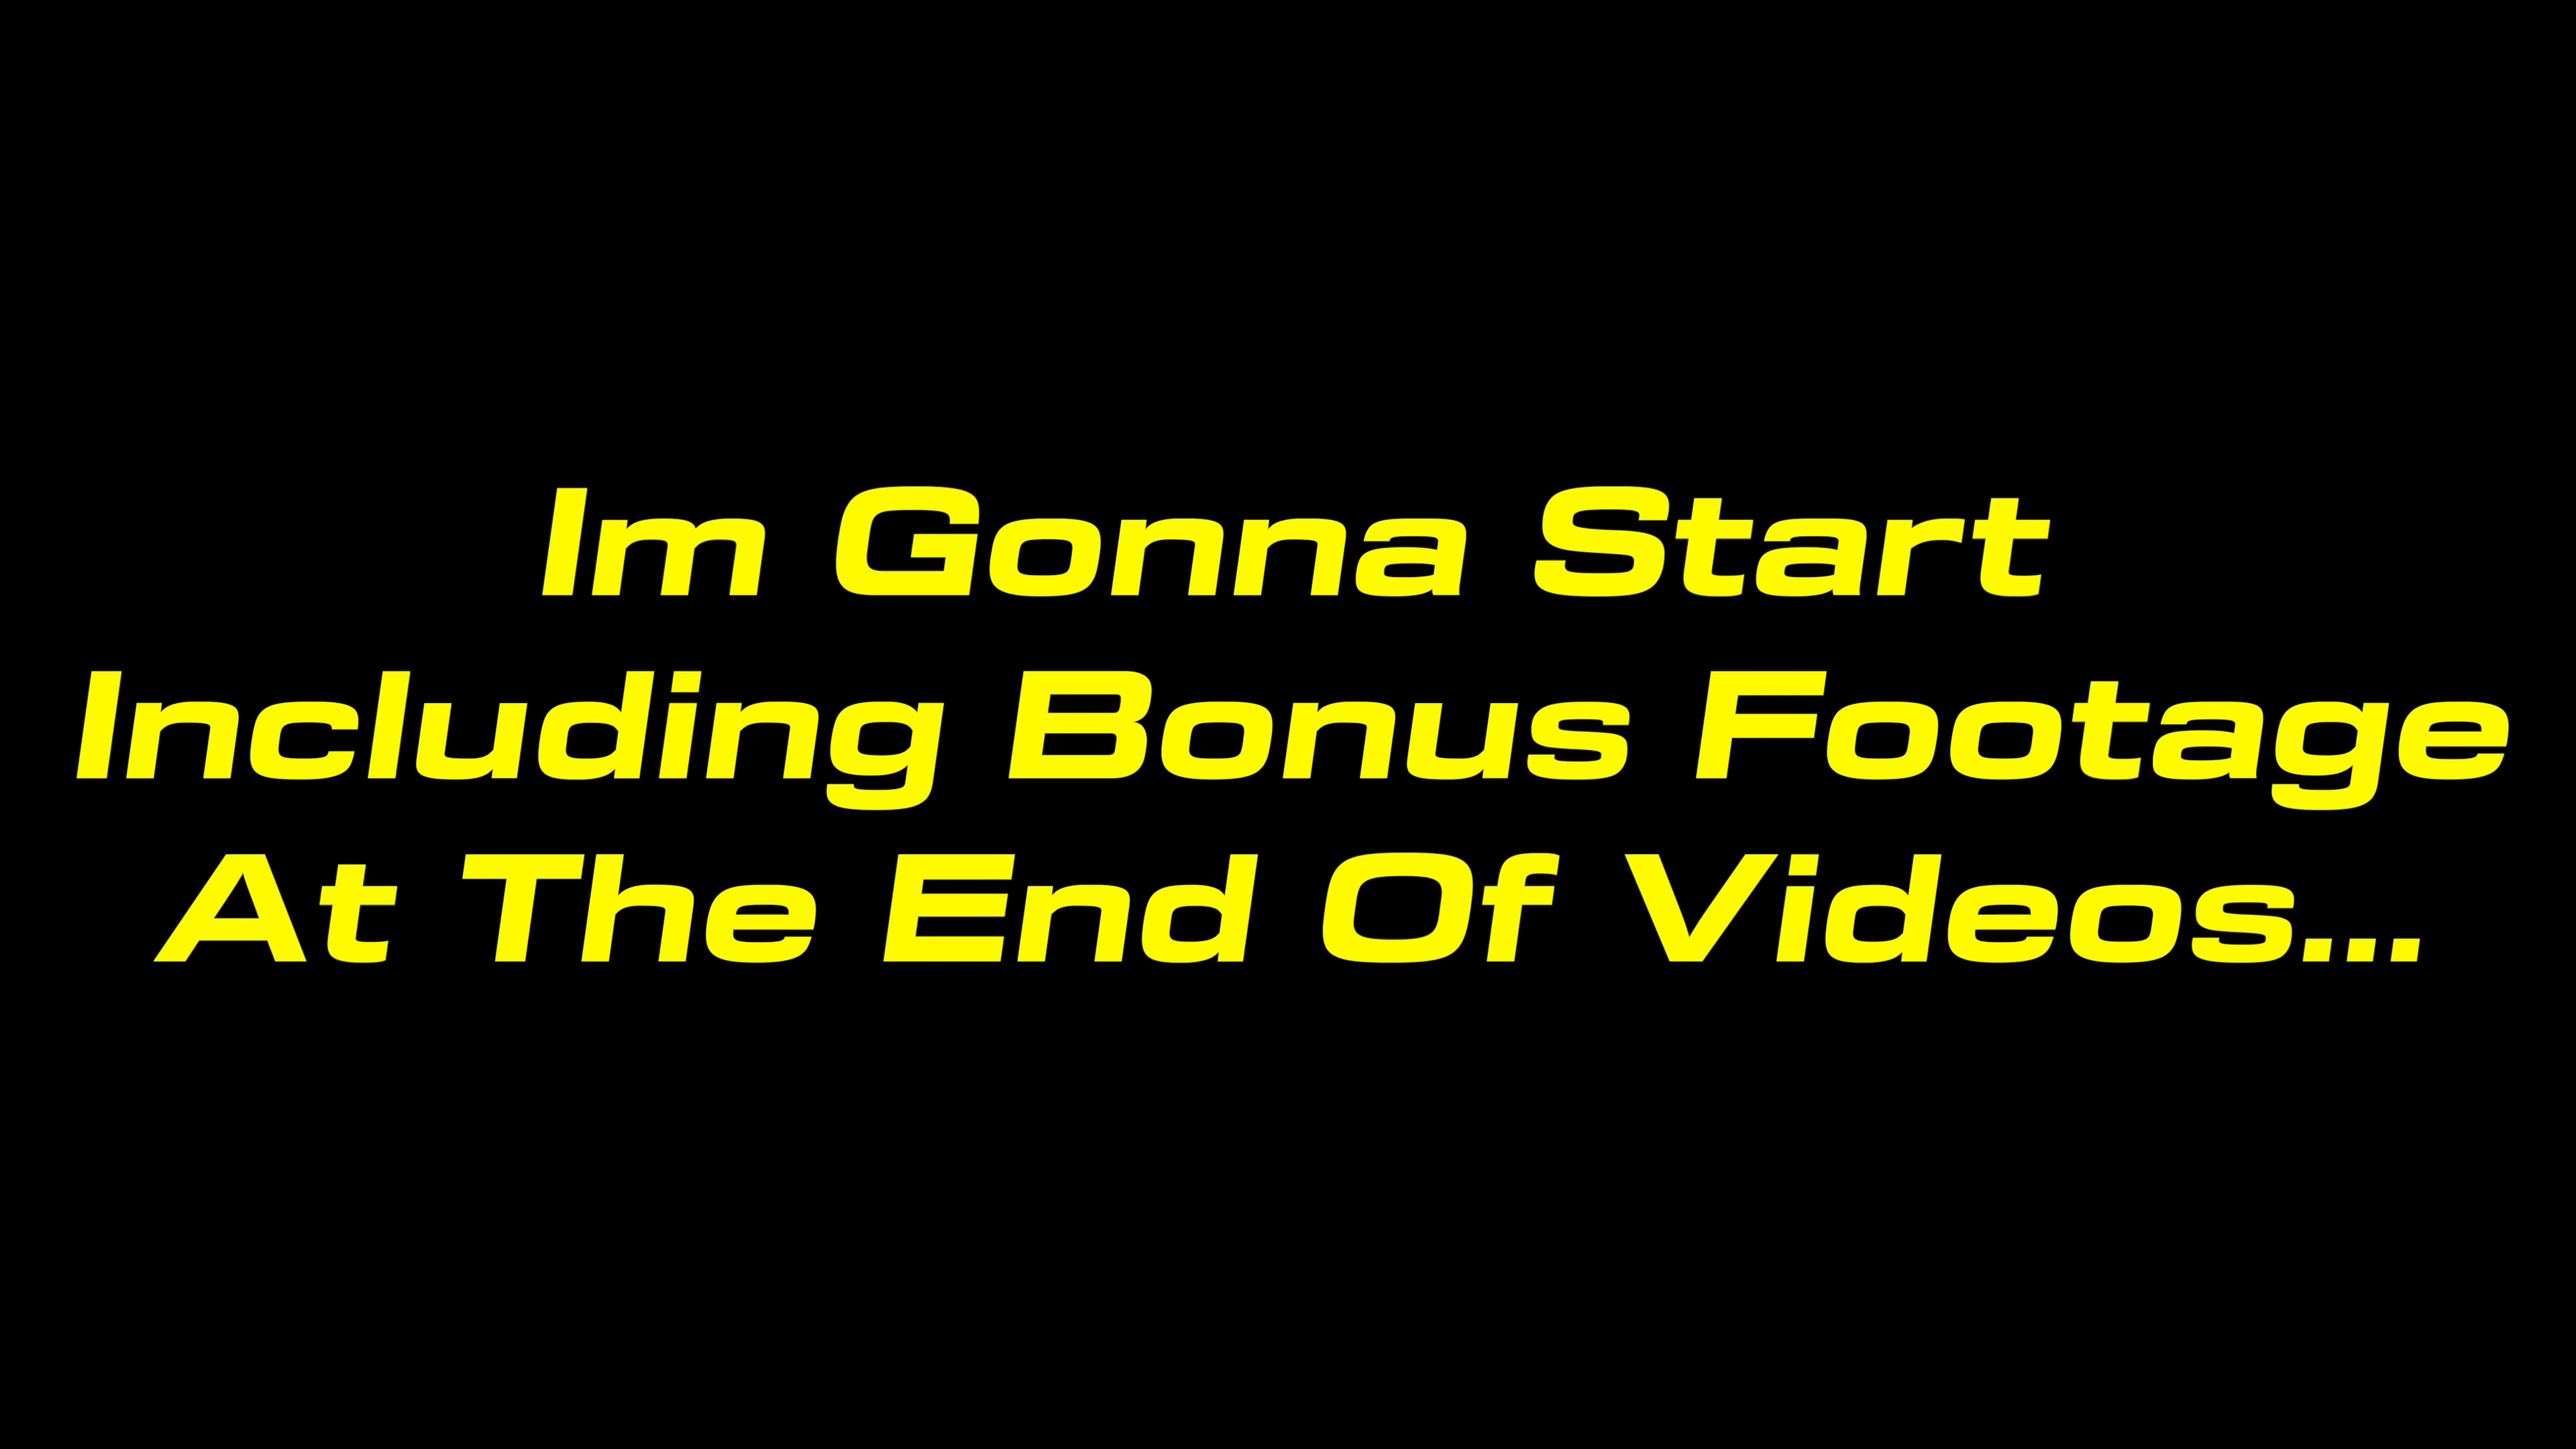 Im Gonna Start
Including Bonus Footage
At The End Of Videos...